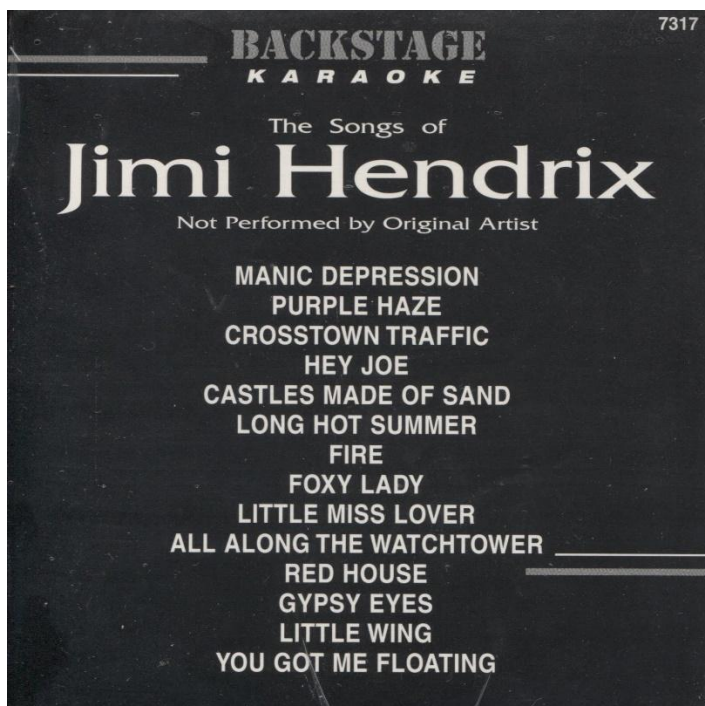 7317
BACKSTAGE
KARAOKE
The Songs of
Jimi Hendrix
Not Performed by Original Artist
MANIC DEPRESSION
PURPLE HAZE
CROSSTOWN TRAFFIC
HEY JOE
CASTLES MADE OF SAND
LONG HOT SUMMER
FIRE
FOXY LADY
LITTLE MISS LOVER
ALL ALONG THE WATCHTOWER
RED HOUSE
GYPSY EYES
LITTLE WING
YOU GOT ME FLOATING